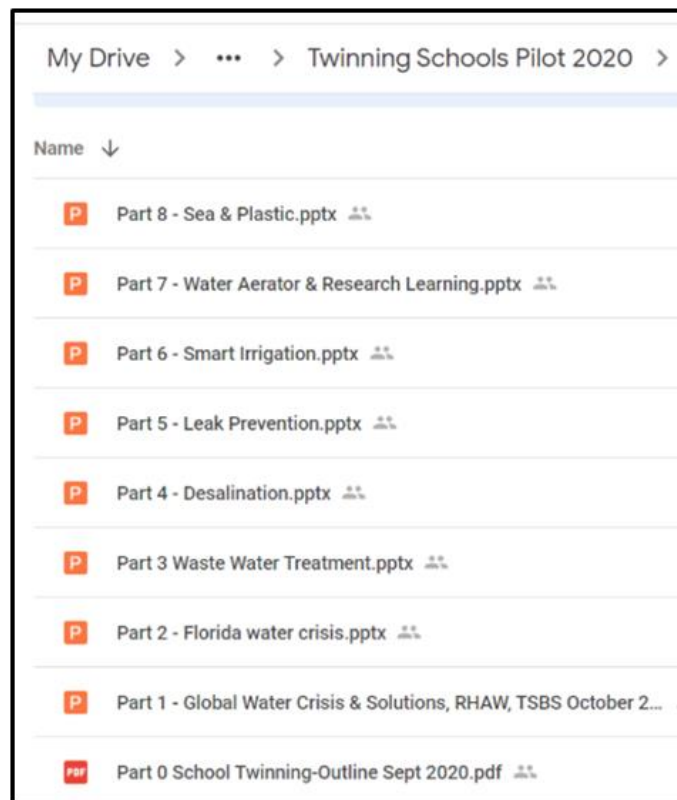 My Drive > ••• > Twinning Schools Pilot 2020 >
Name ↓
P Part 8 - Sea & Plastic.pptx
P Part 7 - Water Aerator & Research Learning.pptx
P Part 6 - Smart Irrigation.pptx
P Part 5 - Leak Prevention.pptx
P Part 4 - Desalination.pptx
P Part 3 Waste Water Treatment.pptx
P Part 2 - Florida water crisis.pptx
P Part 1 - Global Water Crisis & Solutions, RHAW, TSBS October 2...
PDF Part 0 School Twinning-Outline Sept 2020.pdf